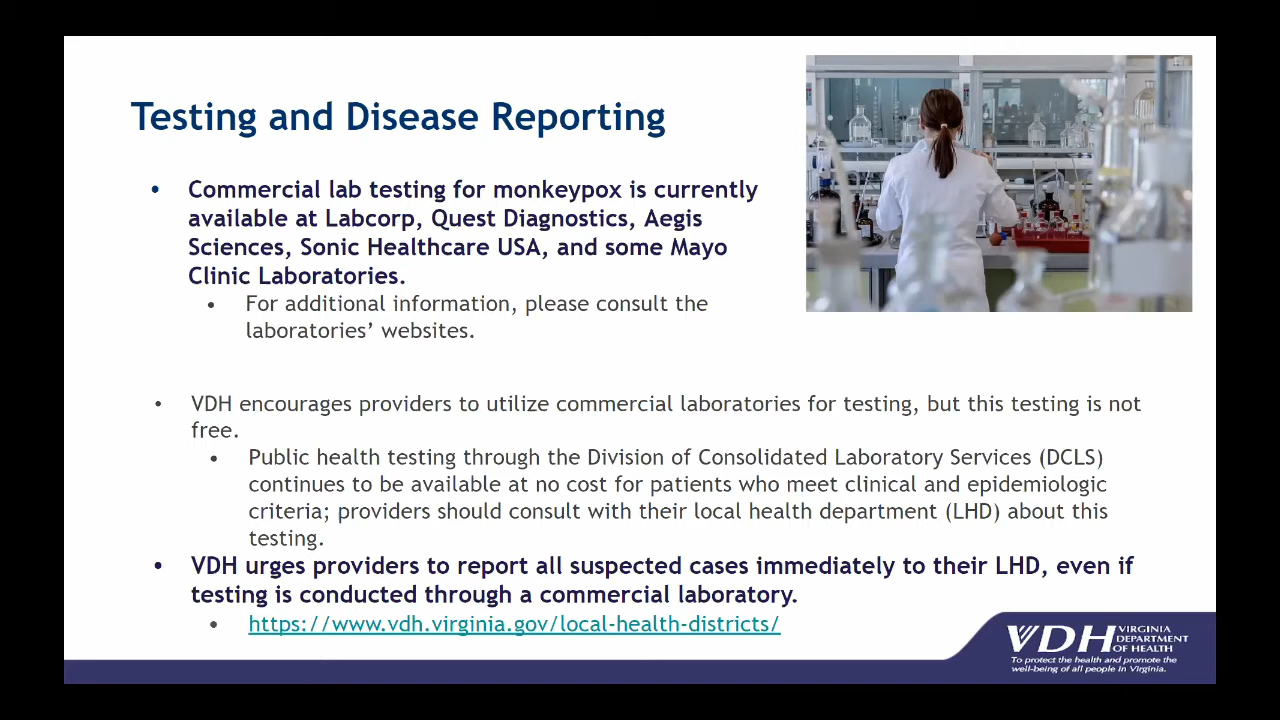 Testing and Disease Reporting
• Commercial lab testing for monkeypox is currently
available at Labcorp, Quest Diagnostics, Aegis
Sciences, Sonic Healthcare USA, and some Mayo
Clinic Laboratories.
• For additional information, please consult the
laboratories’ websites.
• VDH encourages providers to utilize commercial laboratories for testing, but this testing is not
free.
• Public health testing through the Division of Consolidated Laboratory Services (DCLS)
continues to be available at no cost for patients who meet clinical and epidemiologic
criteria; providers should consult with their local health department (LHD) about this
testing.
• VDH urges providers to report all suspected cases immediately to their LHD, even if
testing is conducted through a commercial laboratory.
• https://www.vdh.virginia.gov/local-health-districts/
VDH VIRGINIA
DEPARTMENT
OF HEALTH
To protect the health and promote the
well-being of all people in Virginia.